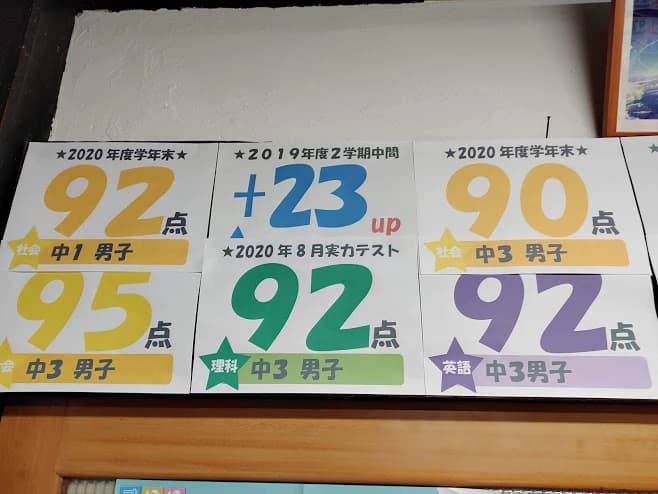 ★2020年度学年末★
92点
社会
中1 男子
★2019年度2学期中間
+23
up
★2020年度学年末★
90点
社会
中3 男子
95点
会
中3 男子
★2020年8月実力テスト
92点
理科
中3 男子
92点
英語
中3男子